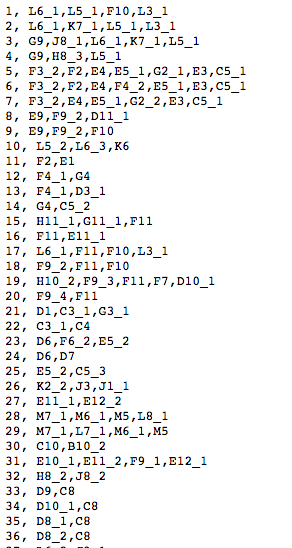 1, L6_1,L5_1,F10,L3_1
2, L6_1,K7_1,L5_1,L3_1
3, G9,J8_1,L6_1,K7_1,L5_1
4, G9,H8_3,L5_1
5, F3_2,F2,E4,E5_1,G2_1,E3,C5_1
6, F3_2,F2,E4,F4_2,E5_1,E3,C5_1
7, F3_2,E4,E5_1,G2_2,E3,C5_1
8, E9,F9_2,D11_1
9, E9,F9_2,F10
10, L5_2,L6_3,K6
11, F2,E1
12, F4_1,G4
13, F4_1,D3_1
14, G4,C5_2
15, H11_1,G11_1,F11
16, F11,E11_1
17, L6_1,F11,F10,L3_1
18, F9_2,F11,F10
19, H10_2,F9_3,F11,F7,D10_1
20, F9_4,F11
21, D1,C3_1,G3_1
22, C3_1,C4
23, D6,F6_2,E5_2
24, D6,D7
25, E5_2,C5_3
26, K2_2,J3,J1_1
27, E11_1,E12_2
28, M7_1,M6_1,M5,L8_1
29, M7_1,L7_1,M6_1,M5
30, C10,B10_2
31, E10_1,E11_2,F9_1,E12_1
32, H8_2,J8_2
33, D9,C8
34, D10_1,C8
35, D8_1,C8
36, D8_2,C8